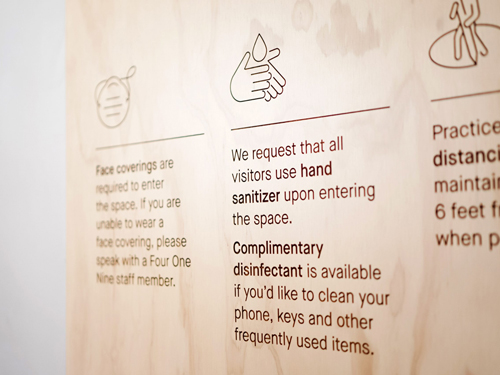 Face coverings are
required to enter
the space. If you are
unable to wear a
face covering, please
speak with a Four One
Nine staff member.
We request that all
visitors use hand
sanitizer upon entering
the space.
Complimentary
disinfectant is available
if you'd like to clean your
phone, keys and other
frequently used items.
Practice
distanci
maintai
6 feet f
when p